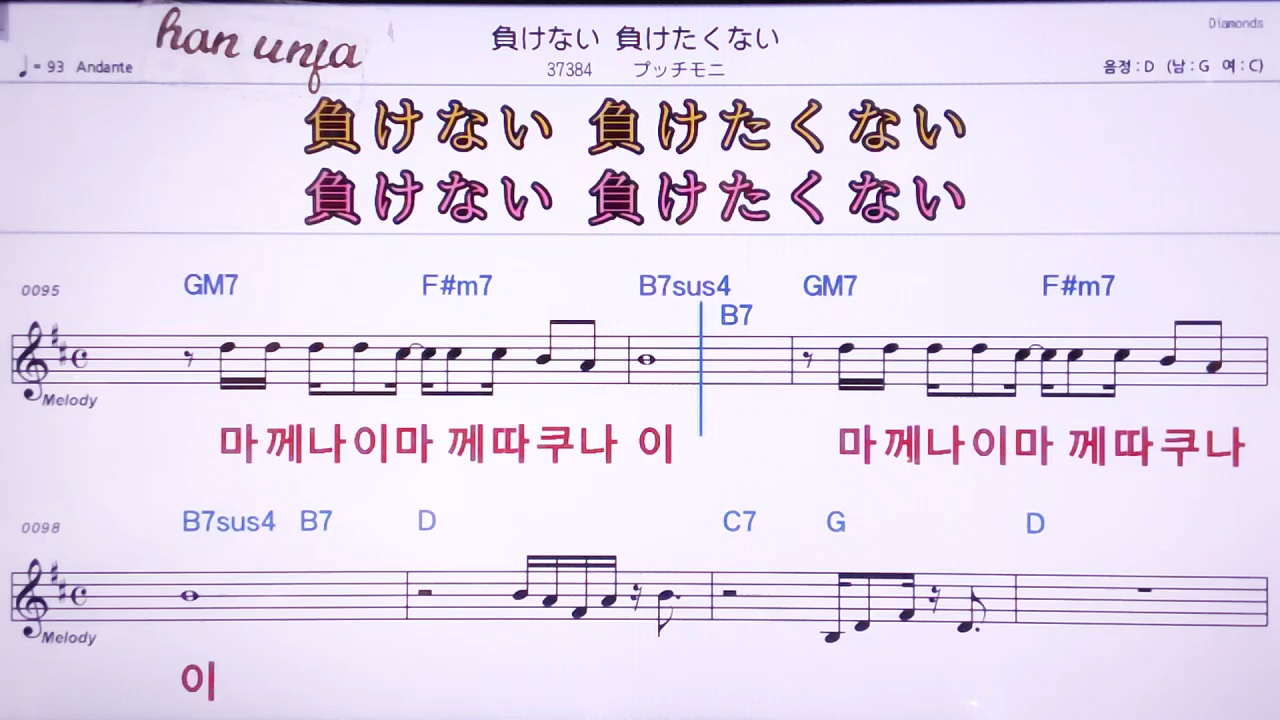 han unja
負けない 負けたくない
Diamonds
♩= 93 Andante
37384 プッチモニ
음정 : D (남 : G 여 : C)
負けない 負けたくない
負けない 負けたくない
0095 GM7 F#m7 B7sus4 B7 GM7 F#m7
Melody
마께나이마 께따쿠나 이 마께나이마 께따쿠나
0098 B7sus4 B7 D C7 G D
Melody
이